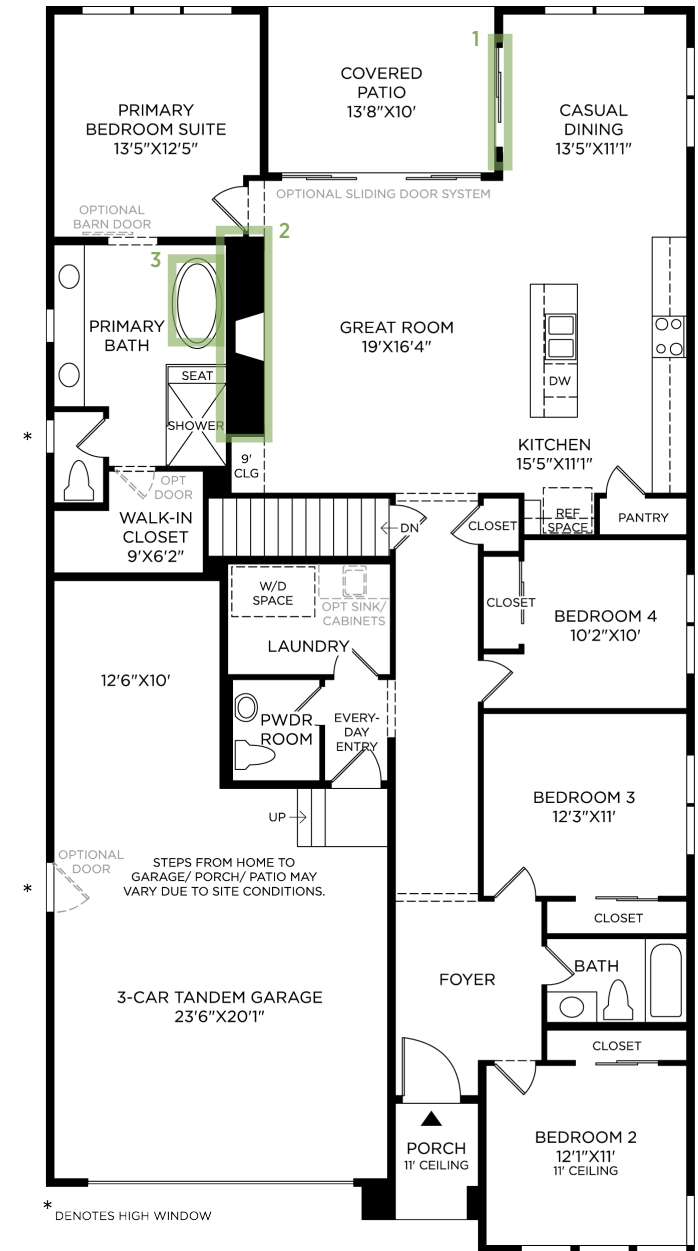 1
COVERED
PATIO
13'8"X10'
PRIMARY
BEDROOM SUITE
13'5"X12'5"
CASUAL
DINING
13'5"X11'1"
OPTIONAL SLIDING DOOR SYSTEM
OPTIONAL
BARN DOOR
2
3
PRIMARY
BATH
GREAT ROOM
19'X16'4"
SEAT
DW
SHOWER
*
9'
CLG
KITCHEN
15'5"X11'1"
OPT
DOOR
WALK-IN
CLOSET
9'X6'2"
DN
CLOSET
REF
SPACE
PANTRY
W/D
SPACE
OPT SINK/
CABINETS
CLOSET
BEDROOM 4
10'2"X10'
LAUNDRY
12'6"X10'
PWDR
ROOM
EVERY-
DAY
ENTRY
BEDROOM 3
12'3"X11'
UP
OPTIONAL
DOOR
STEPS FROM HOME TO
GARAGE/ PORCH/ PATIO MAY
VARY DUE TO SITE CONDITIONS.
*
CLOSET
FOYER
BATH
3-CAR TANDEM GARAGE
23'6"X20'1"
CLOSET
PORCH
11' CEILING
BEDROOM 2
12'1"X11'
11' CEILING
* DENOTES HIGH WINDOW